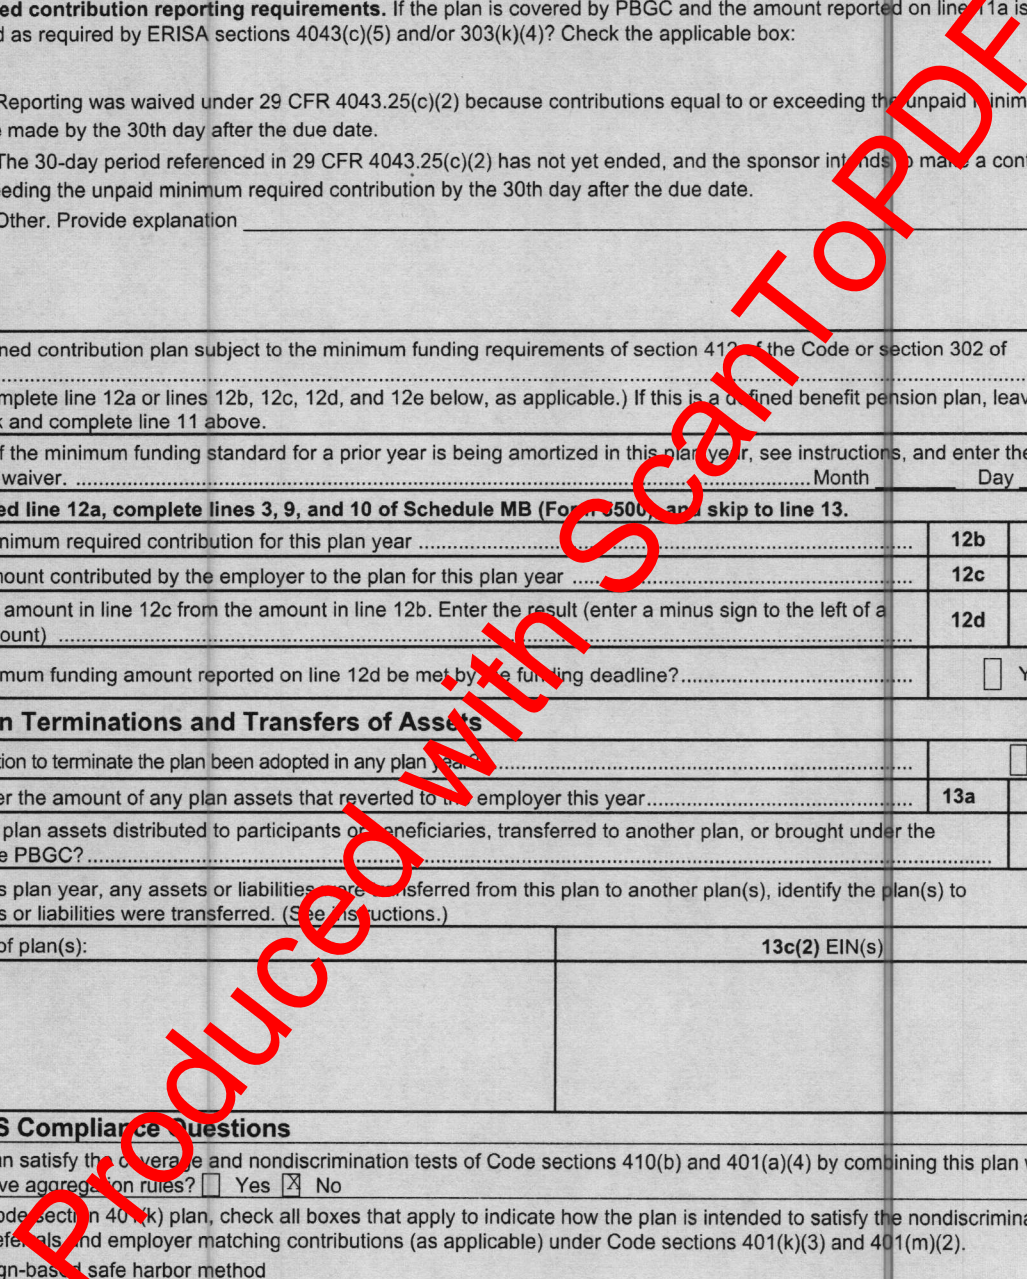 ed contribution reporting requirements. If the plan is covered by PBGC and the amount reported on line 11a is
d as required by ERISA sections 4043(c)(5) and/or 303(k)(4)? Check the applicable box:
Reporting was waived under 29 CFR 4043.25(c)(2) because contributions equal to or exceeding the unpaid minim
e made by the 30th day after the due date.
The 30-day period referenced in 29 CFR 4043.25(c)(2) has not yet ended, and the sponsor intends to make a cont
eeding the unpaid minimum required contribution by the 30th day after the due date.
Other. Provide explanation
ned contribution plan subject to the minimum funding requirements of section 412 of the Code or section 302 of
mplete line 12a or lines 12b, 12c, 12d, and 12e below, as applicable.) If this is a defined benefit pension plan, leav
k and complete line 11 above.
f the minimum funding standard for a prior year is being amortized in this plan year, see instructions, and enter the
waiver. Month Day
ed line 12a, complete lines 3, 9, and 10 of Schedule MB (Form 5500), and skip to line 13.
nimum required contribution for this plan year 12b
mount contributed by the employer to the plan for this plan year 12c
amount in line 12c from the amount in line 12b. Enter the result (enter a minus sign to the left of a
ount) 12d
mum funding amount reported on line 12d be met by the funding deadline? Y
n Terminations and Transfers of Assets
tion to terminate the plan been adopted in any plan year?
er the amount of any plan assets that reverted to the employer this year 13a
plan assets distributed to participants or beneficiaries, transferred to another plan, or brought under the
e PBGC?
s plan year, any assets or liabilities were transferred from this plan to another plan(s), identify the plan(s) to
s or liabilities were transferred. (See instructions.)
of plan(s): 13c(2) EIN(s)
S Compliance Questions
an satisfy the coverage and nondiscrimination tests of Code sections 410(b) and 401(a)(4) by combining this plan
ve aggregation rules? Yes X No
ode section 401(k) plan, check all boxes that apply to indicate how the plan is intended to satisfy the nondiscrimina
eferrals and employer matching contributions (as applicable) under Code sections 401(k)(3) and 401(m)(2).
gn-based safe harbor method
Produced with ScanToPDF